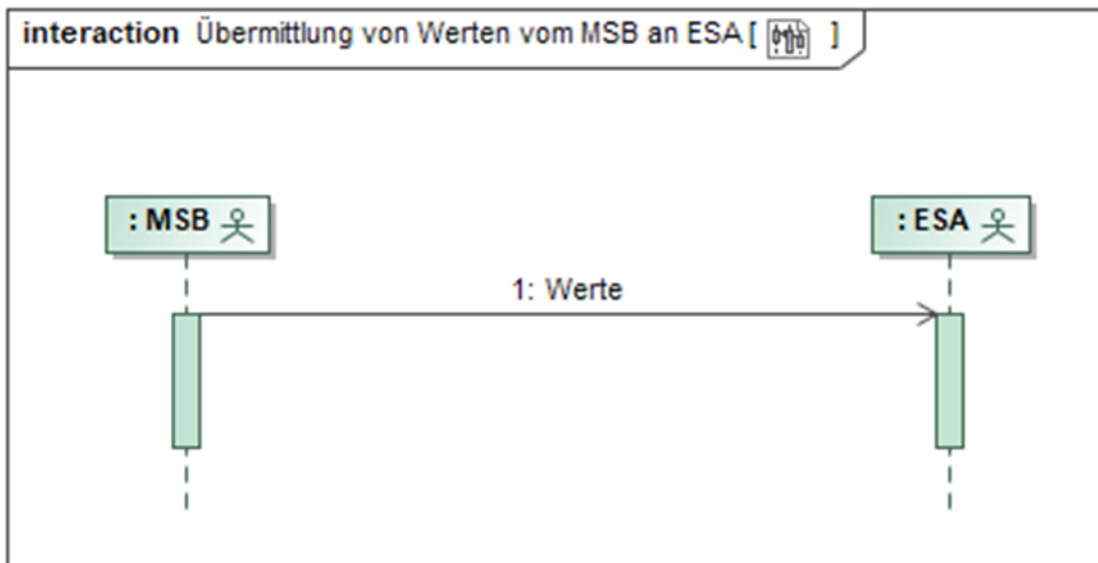 interaction Übermittlung von Werten vom MSB an ESA [ ]
: MSB
: ESA
1: Werte